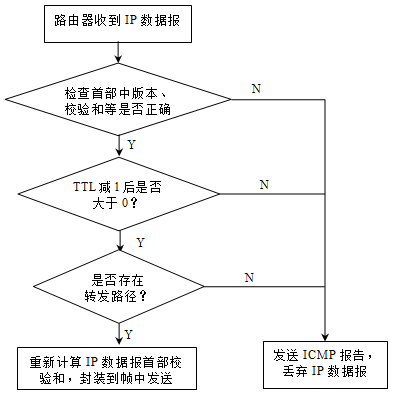 路由器收到 IP 数据报
检查首部中版本、
校验和等是否正确
N
Y
TTL 减 1 后是否
大于 0？
N
Y
是否存在
转发路径？
N
Y
重新计算 IP 数据报首部校
验和，封装到帧中发送
发送 ICMP 报告，
丢弃 IP 数据报